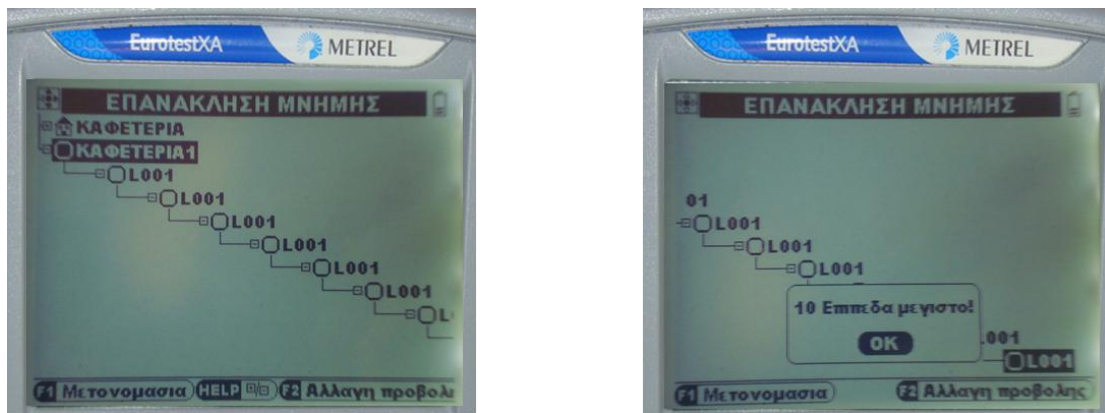 EurotestXA METREL
ΕΠΑΝΑΚΛΗΣΗ ΜΝΗΜΗΣ
ΚΑΦΕΤΕΡΙΑ
ΚΑΦΕΤΕΡΙΑ1
L001
L001
L001
L001
L001
L001
L
F1 Μετονομασια HELP F2 Αλλαγη προβολ
EurotestXA METREL
ΕΠΑΝΑΚΛΗΣΗ ΜΝΗΜΗΣ
01
L001
L001
L001
10 Επιπεδα μεγιστο!
OK
.001
L001
F1 Μετονομασια F2 Αλλαγη προβολης